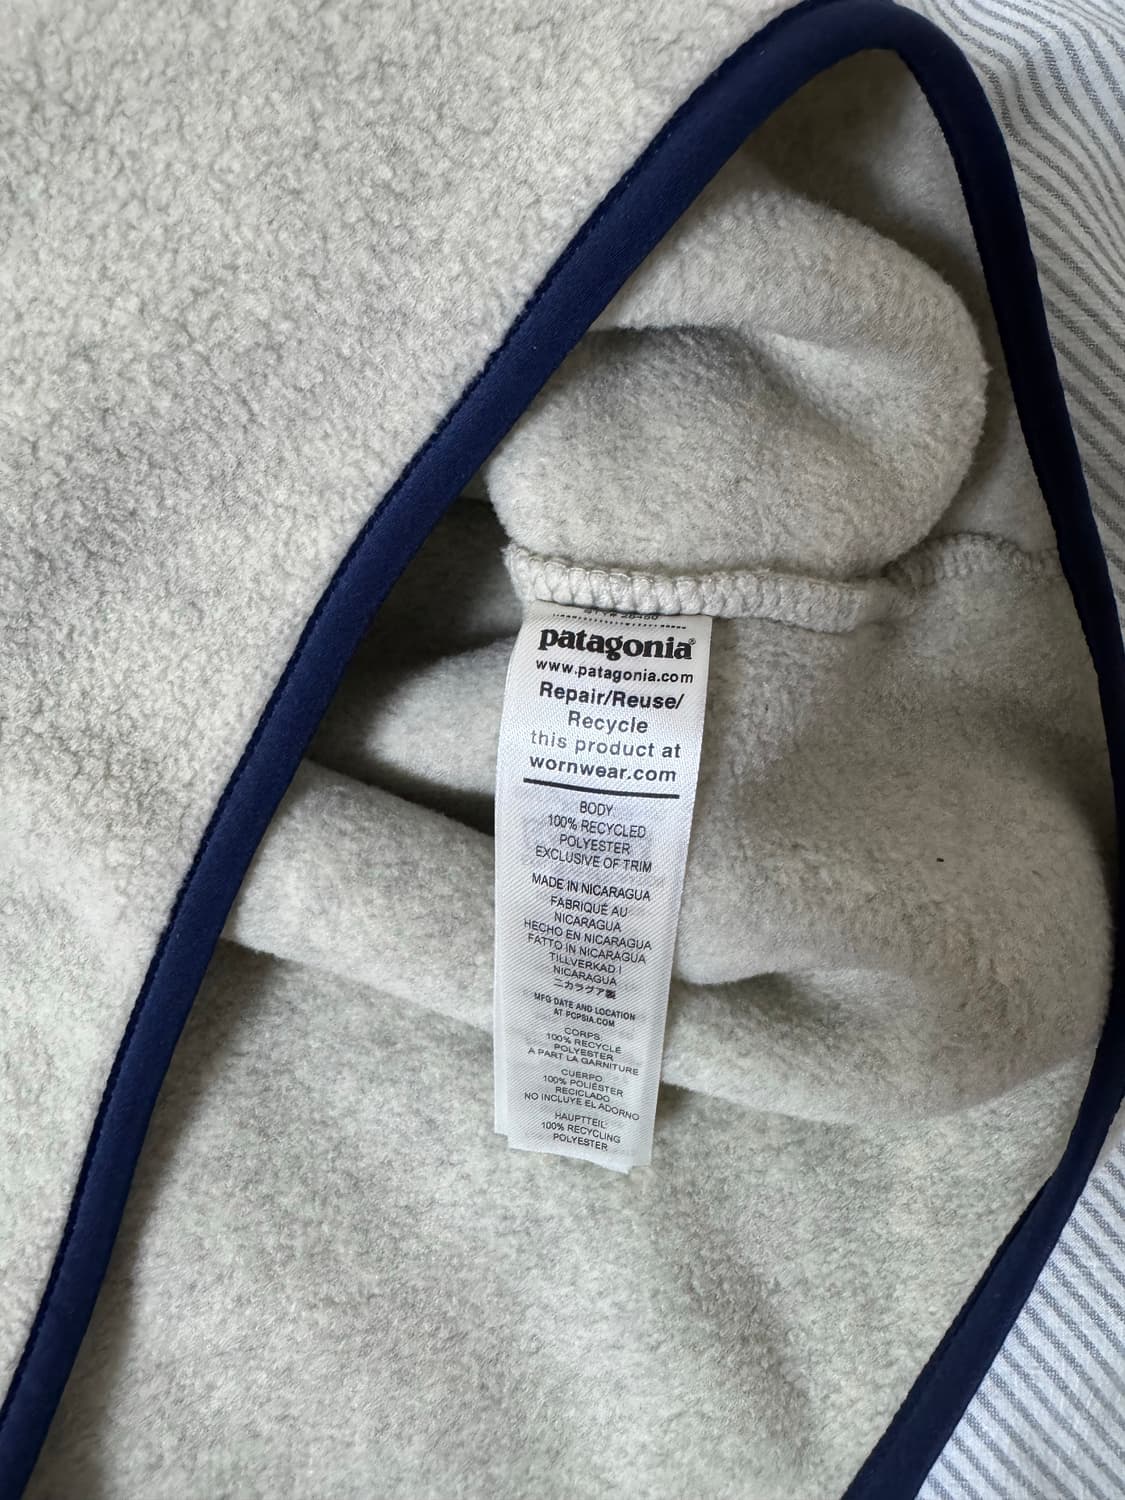 patagonia®
www.patagonia.com
Repair/Reuse/
Recycle
this product at
wornwear.com
BODY
100% RECYCLED
POLYESTER
EXCLUSIVE OF TRIM
MADE IN NICARAGUA
FABRIQUÉ AU
NICARAGUA
HECHO EN NICARAGUA
FATTO IN NICARAGUA
TILLVERKAD I
NICARAGUA
ニカラグア製
MFG DATE AND LOCATION
AT PCPSIA.COM
CORPS
100% RECYCLÉ
POLYESTER
À PART LA GARNITURE
CUERPO
100% POLIÉSTER
RECICLADO
NO INCLUYE EL ADORNO
HAUPTTEIL
100% RECYCLING
POLYESTER